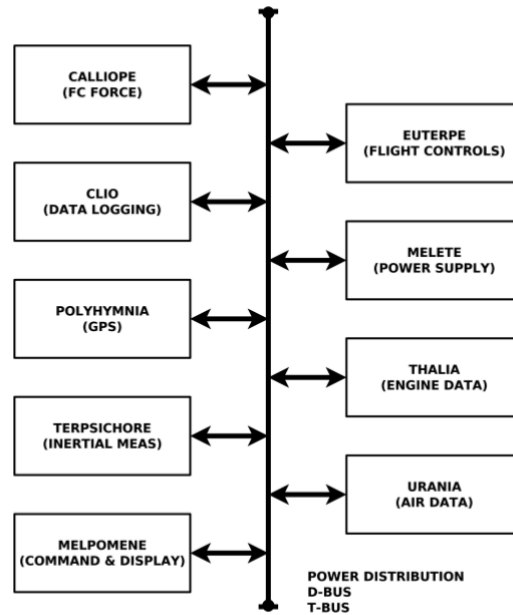 CALLIOPE
(FC FORCE)
EUTERPE
(FLIGHT CONTROLS)
CLIO
(DATA LOGGING)
MELETE
(POWER SUPPLY)
POLYHYMNIA
(GPS)
THALIA
(ENGINE DATA)
TERPSICHORE
(INERTIAL MEAS)
URANIA
(AIR DATA)
MELPOMENE
(COMMAND & DISPLAY)
POWER DISTRIBUTION
D-BUS
T-BUS